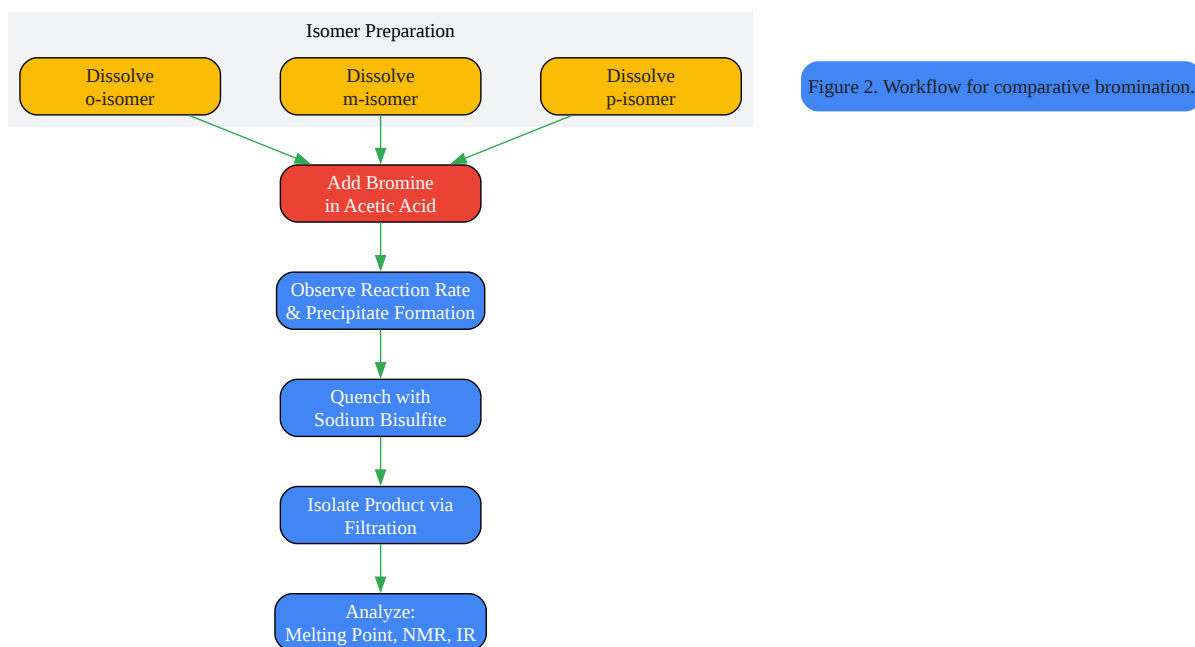 Isomer Preparation
Dissolve
o-isomer
Dissolve
m-isomer
Dissolve
p-isomer
Figure 2. Workflow for comparative bromination.
Add Bromine
in Acetic Acid
Observe Reaction Rate
& Precipitate Formation
Quench with
Sodium Bisulfite
Isolate Product via
Filtration
Analyze:
Melting Point, NMR, IR